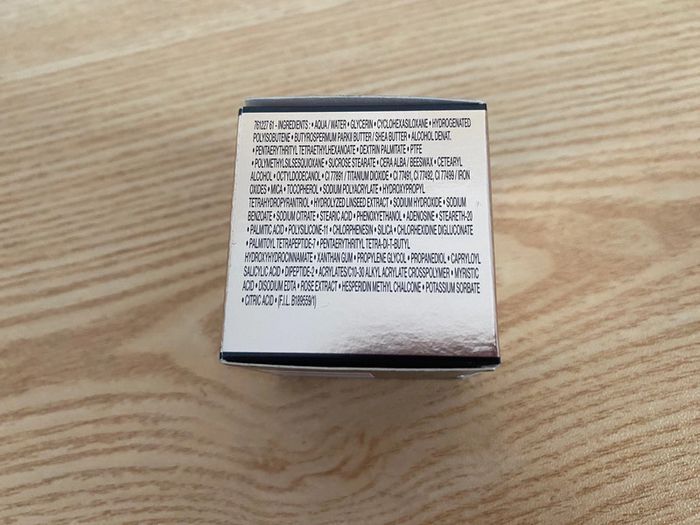 761227 61 - INGREDIENTS : • AQUA / WATER • GLYCERIN • CYCLOHEXASILOXANE • HYDROGENATED
POLYISOBUTENE • BUTYROSPERMUM PARKII BUTTER / SHEA BUTTER • ALCOHOL DENAT.
• PENTAERYTHRITYL TETRAETHYLHEXANOATE • DEXTRIN PALMITATE • PTFE
• POLYMETHYLSILSESQUIOXANE • SUCROSE STEARATE • CERA ALBA / BEESWAX • CETEARYL
ALCOHOL • OCTYLDODECANOL • CI 77891 / TITANIUM DIOXIDE • CI 77491, CI 77492, CI 77499 / IRON
OXIDES • MICA • TOCOPHEROL • SODIUM POLYACRYLATE • HYDROXYPROPYL
TETRAHYDROPYRANTRIOL • HYDROLYZED LINSEED EXTRACT • SODIUM HYDROXIDE • SODIUM
BENZOATE • SODIUM CITRATE • STEARIC ACID • PHENOXYETHANOL • ADENOSINE • STEARETH-20
• PALMITIC ACID • POLYSILICONE-11 • CHLORPHENESIN • SILICA • CHLORHEXIDINE DIGLUCONATE
• PALMITOYL TETRAPEPTIDE-7 • PENTAERYTHRITYL TETRA-DI-T-BUTYL
HYDROXYHYDROCINNAMATE • XANTHAN GUM • PROPYLENE GLYCOL • PROPANEDIOL • CAPRYLOYL
SALICYLIC ACID • DIPEPTIDE-2 • ACRYLATES/C10-30 ALKYL ACRYLATE CROSSPOLYMER • MYRISTIC
ACID • DISODIUM EDTA • ROSE EXTRACT • HESPERIDIN METHYL CHALCONE • POTASSIUM SORBATE
• CITRIC ACID • (F.I.L. B189559/1)